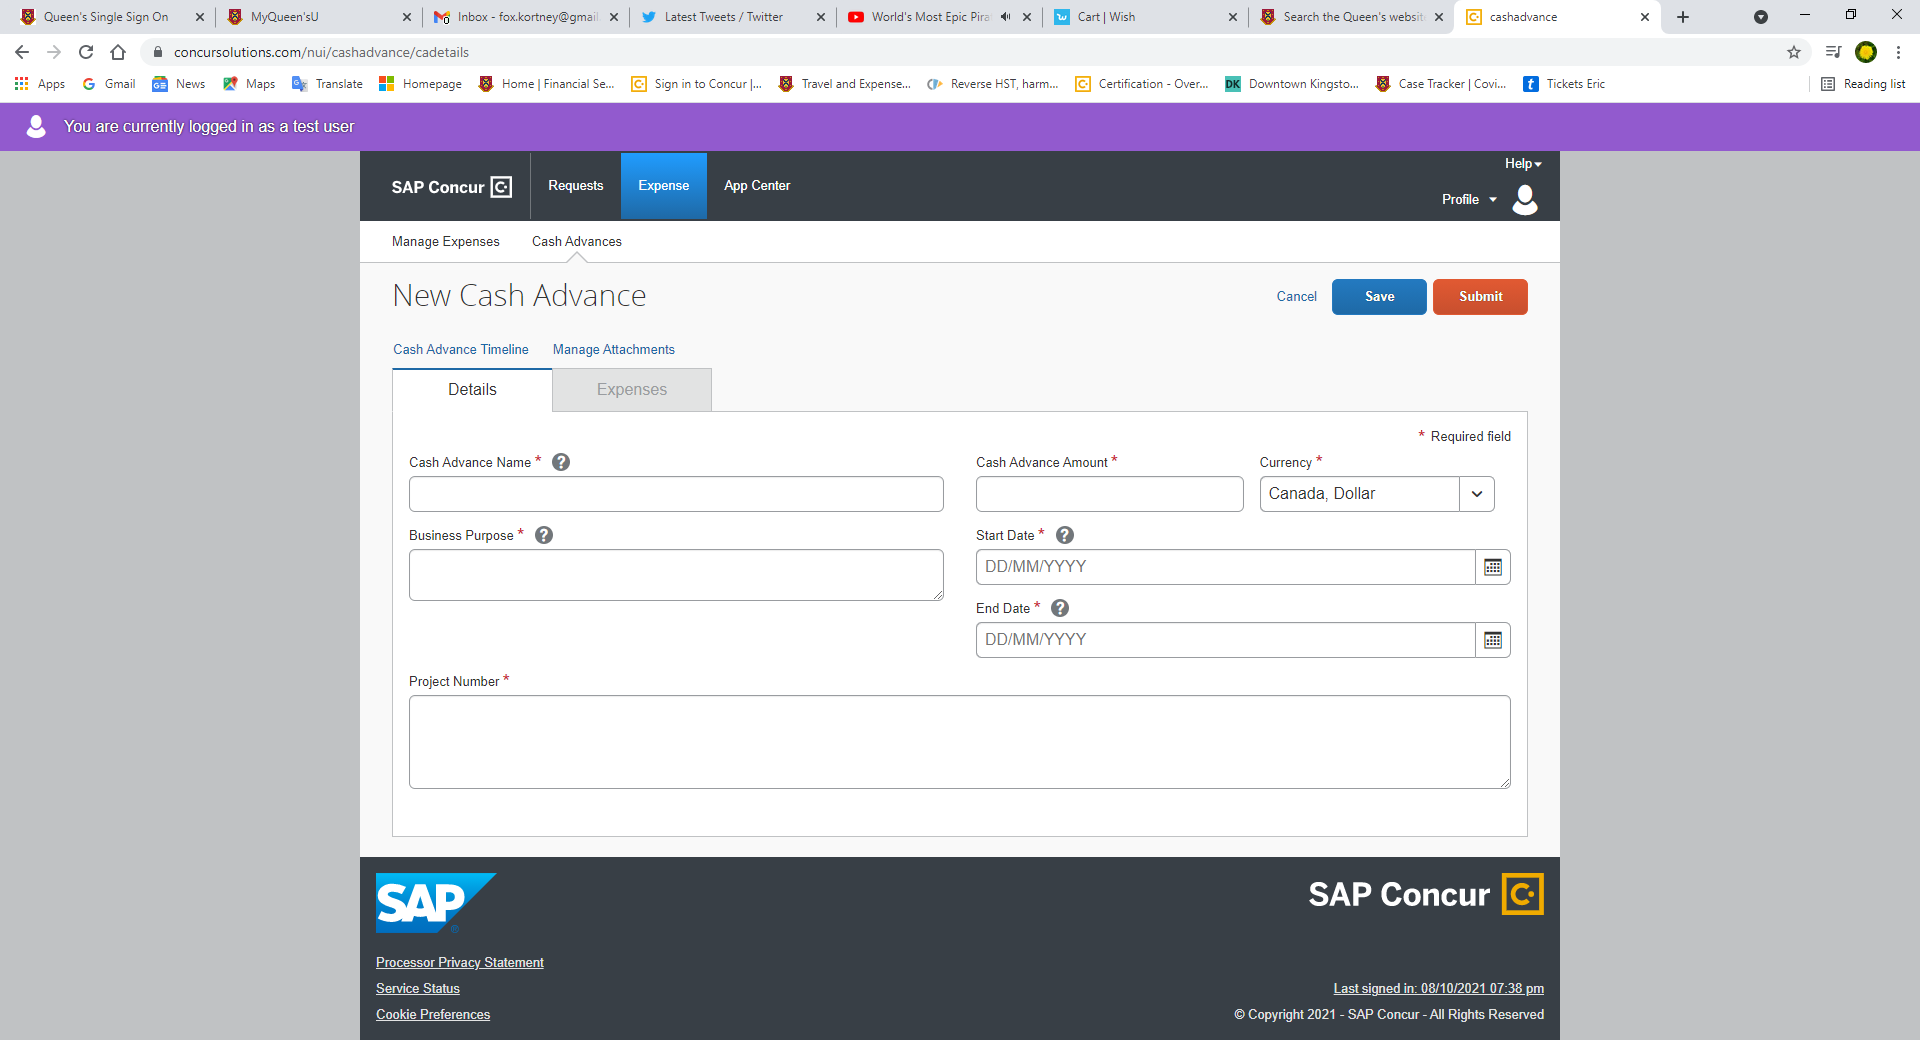 Queen's Single Sign On
MyQueen'sU
Inbox - fox.kortney@gmail.
Latest Tweets / Twitter
World's Most Epic Pira
Cart | Wish
Search the Queen's websit
cashadvance
concursolutions.com/nui/cashadvance/cadetails
Apps
Gmail
News
Maps
Translate
Homepage
Home | Financial Se...
Sign in to Concur |...
Travel and Expense...
Reverse HST, harm...
Certification - Over...
DK Downtown Kingsto...
Case Tracker | Covi...
t Tickets Eric
Reading list
You are currently logged in as a test user
SAP Concur C
Requests
Expense
App Center
Help
Profile
Manage Expenses
Cash Advances
New Cash Advance
Cancel
Save
Submit
Cash Advance Timeline
Manage Attachments
Details
Expenses
* Required field
Cash Advance Name * ?
Cash Advance Amount *
Currency *
Canada, Dollar
Business Purpose * ?
Start Date * ?
DD/MM/YYYY
End Date * ?
DD/MM/YYYY
Project Number *
SAP ®
SAP Concur C
Processor Privacy Statement
Service Status
Last signed in: 08/10/2021 07:38 pm
Cookie Preferences
© Copyright 2021 - SAP Concur - All Rights Reserved